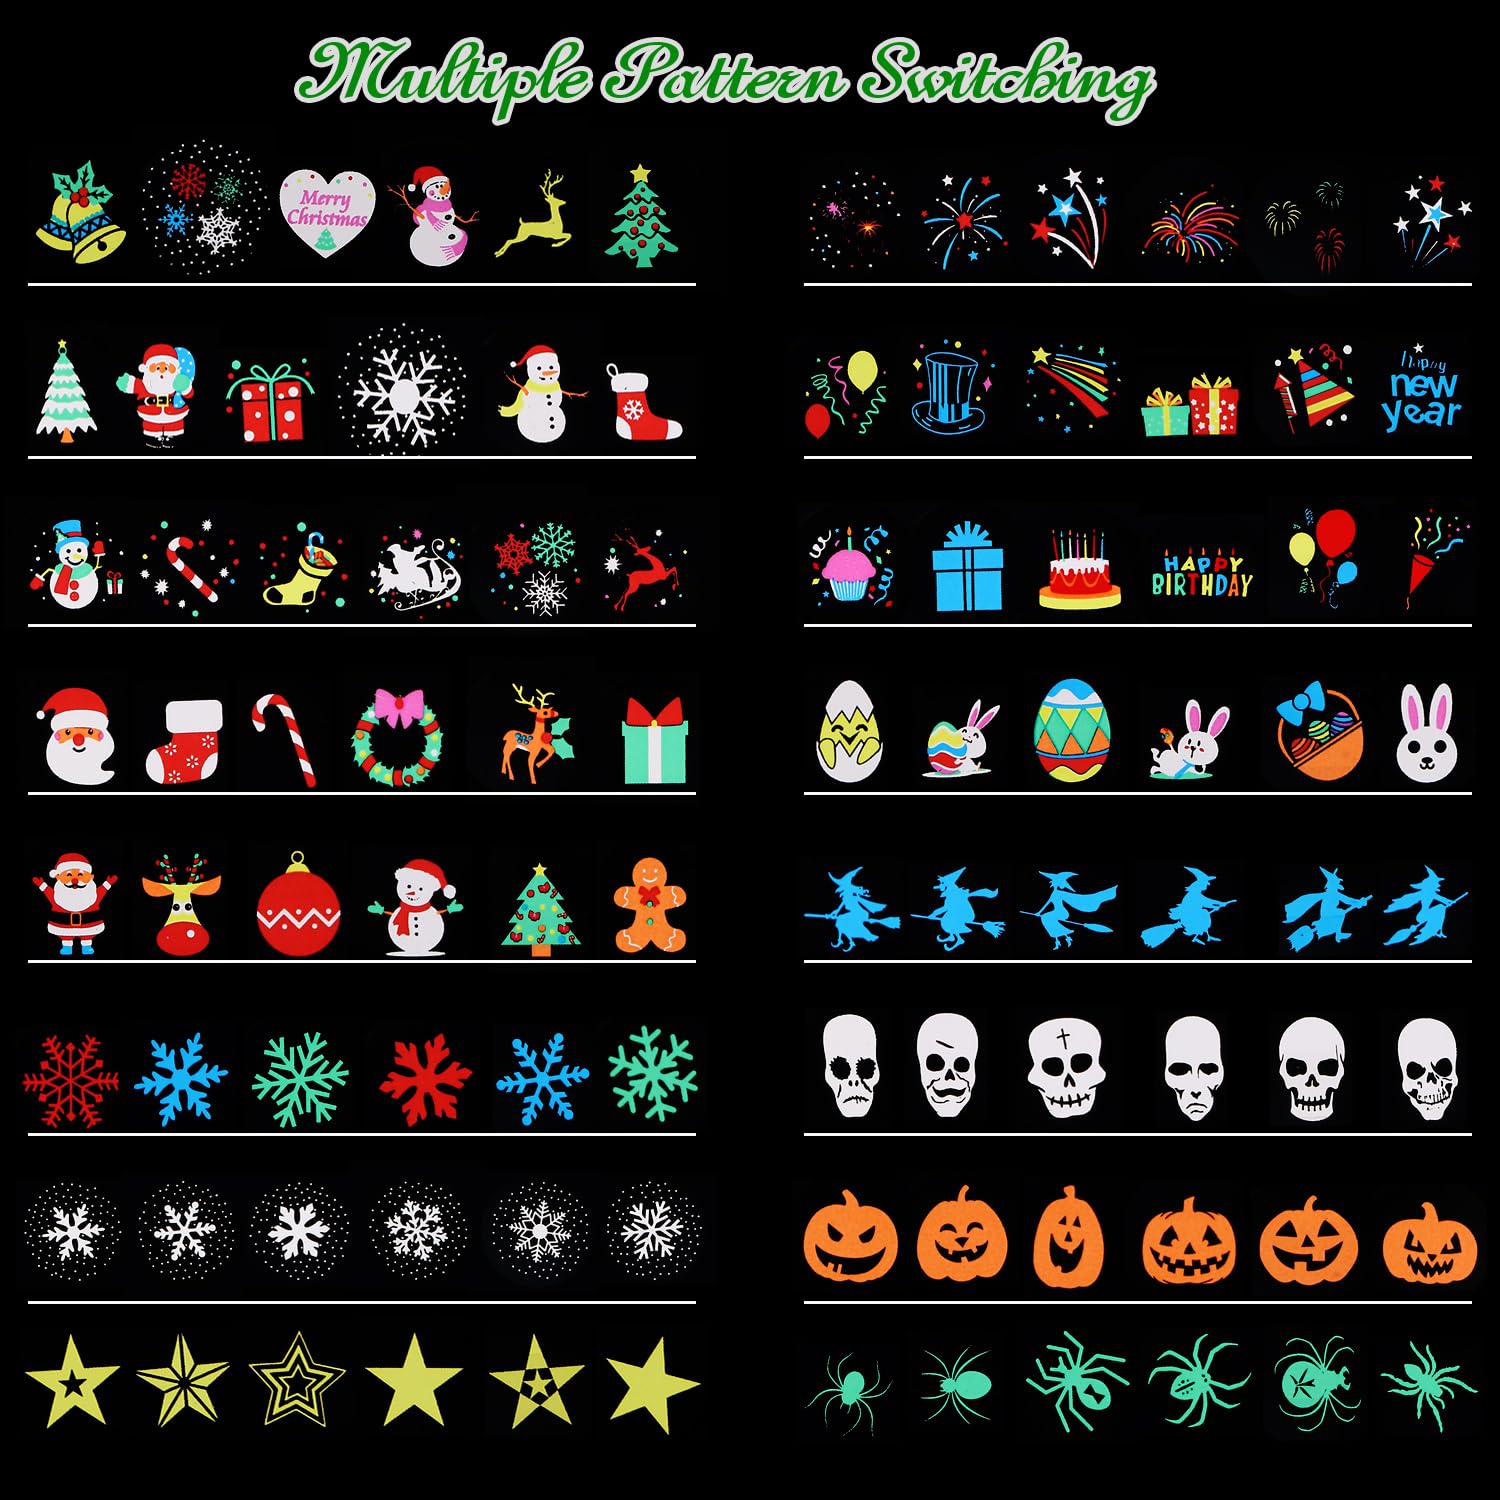 Multiple Pattern Switching
Merry
Christmas
happy
new
year
HAPPY
BIRTHDAY